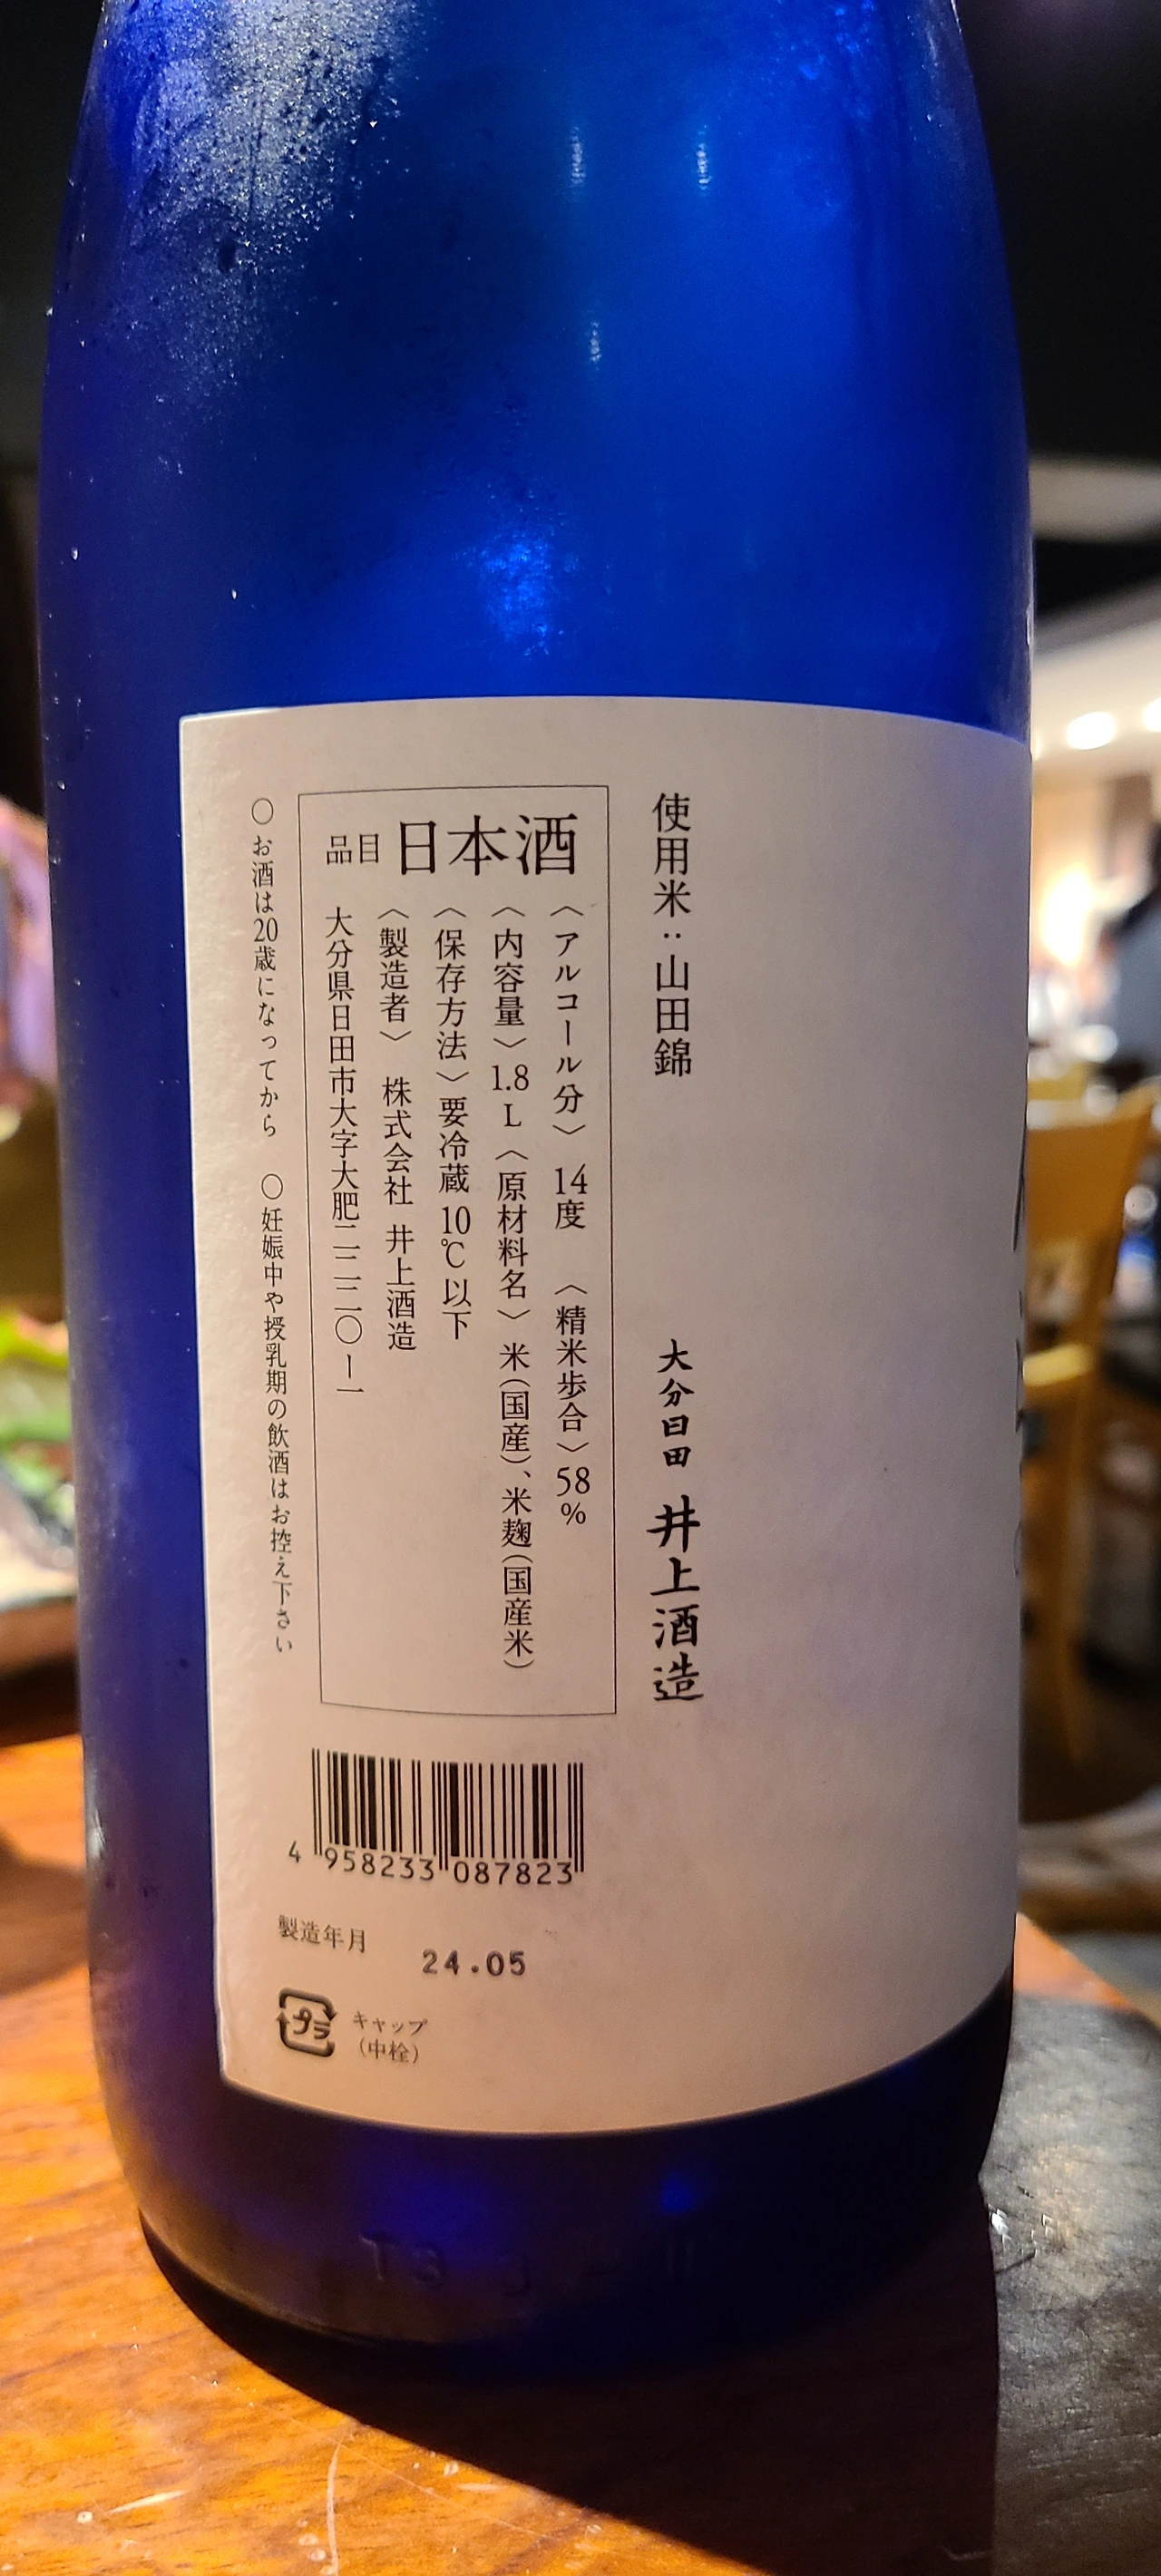 使用米：山田錦
大分日田 井上酒造
品目 日本酒
〈アルコール分〉 14度 〈精米歩合〉58%
〈内容量〉1.8L〈原材料名〉米(国産)、米麹(国産米)
〈保存方法〉要冷蔵 10℃以下
〈製造者〉 株式会社 井上酒造
大分県日田市大字大肥二二二〇ー一
○お酒は20歳になってから ○妊娠中や授乳期の飲酒はお控え下さい
4 958233 087823
製造年月 24.05
プラ
キャップ
(中栓)